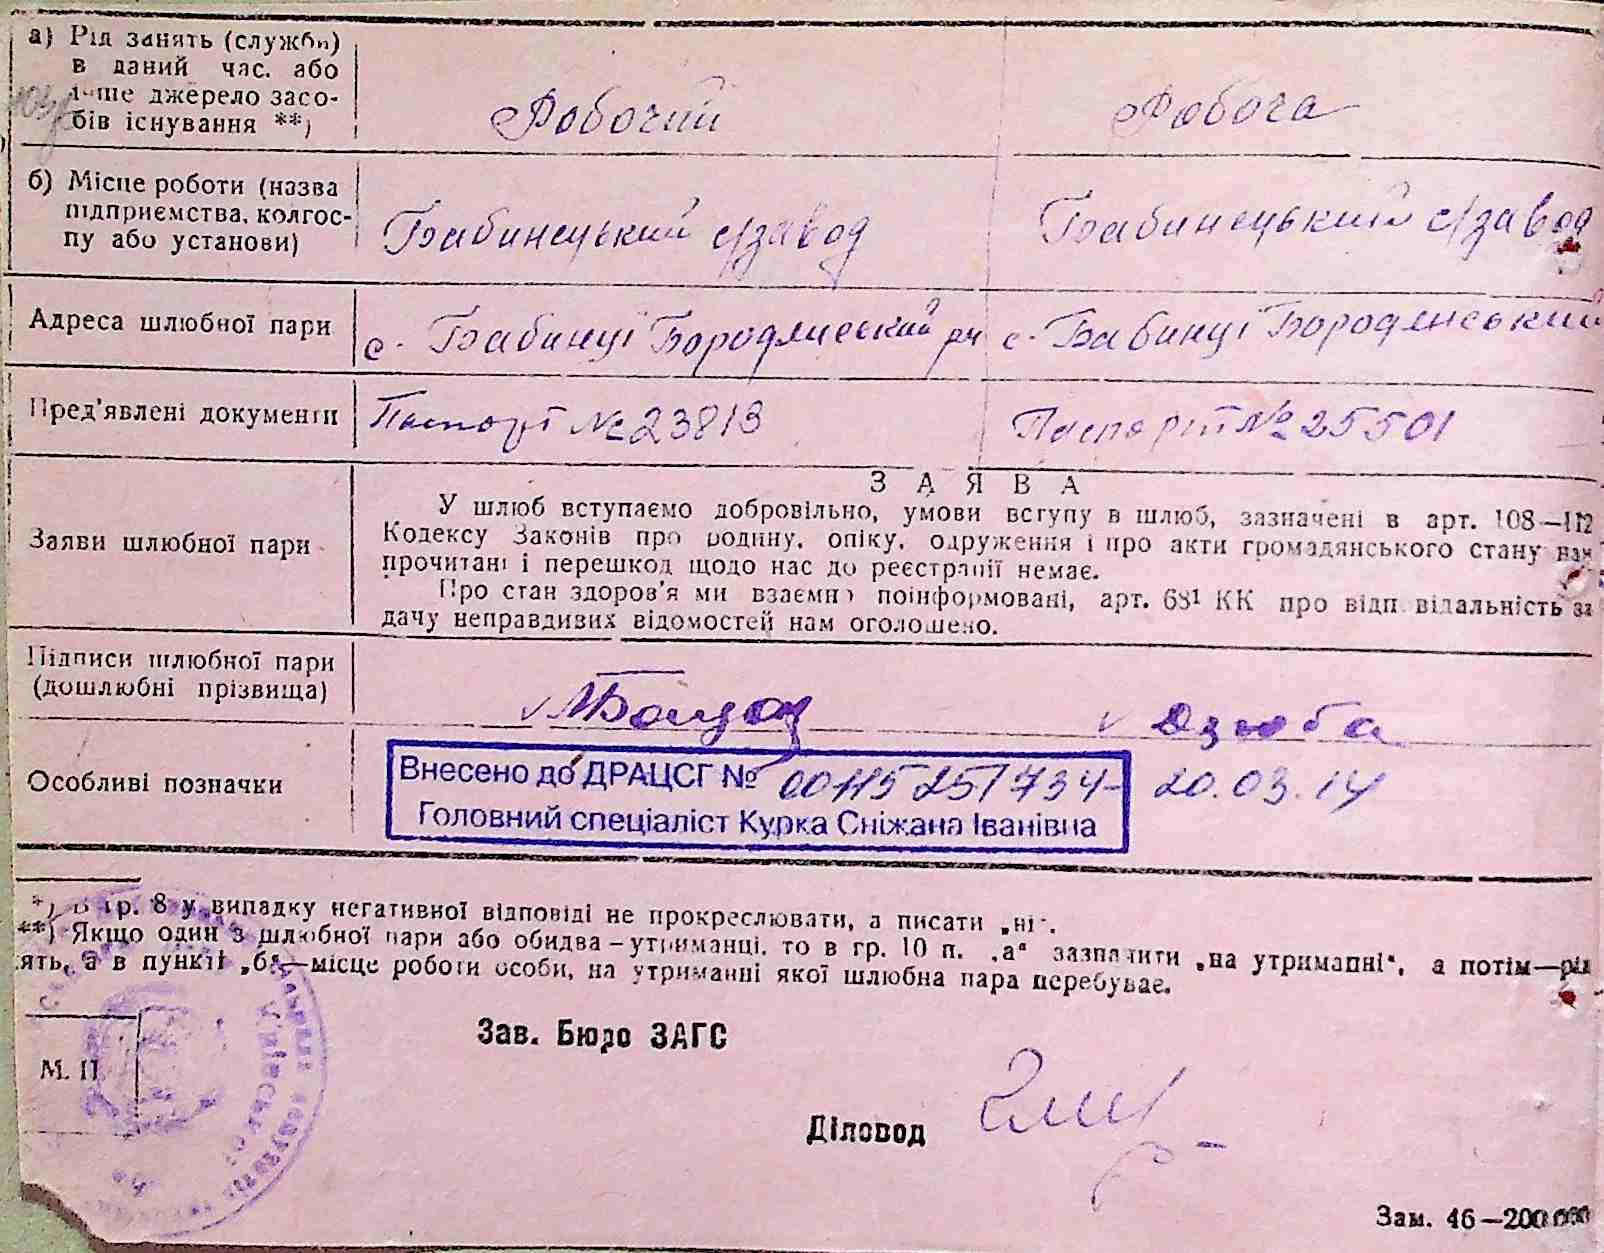 а) Рід занять (служби)
в даний час. або
інше джерело засо-
бів існування **)
Робочий
Робоча
б) Місце роботи (назва
підприємства, колгос-
пу або установи)
Бабинецький с/завод
Бабинецький с/завод
Адреса шлюбної пари
с. Бабинці Бородянський рн
с. Бабинці Бородянський
Пред'явлені документи
Паспорт № 23813
Паспорт № 25501
Заяви шлюбної пари
ЗАЯВА
У шлюб вступаємо добровільно, умови вступу в шлюб, зазначені в арт. 108—112
Кодексу Законів про родину, опіку, одруження і про акти громадянського стану нам
прочитані і перешкод щодо нас до реєстрації немає.
Про стан здоров'я ми взаємно поінформовані, арт. 68¹ КК про відповідальність за
дачу неправдивих відомостей нам оголошено.
Підписи шлюбної пари
(дошлюбні прізвища)
Дзюба
Особливі позначки
Внесено до ДРАЦСГ № 00115251734
20.03.14
Головний спеціаліст Курка Сніжана Іванівна
*) В гр. 8 у випадку негативної відповіді не прокреслювати, а писати „ні“.
**) Якщо один з шлюбної пари або обидва – утриманці, то в гр. 10 п. „а“ зазначити „на утриманні“, а потім—рід
ять, а в пункті „б“—місце роботи особи, на утриманні якої шлюбна пара перебуває.
Зав. Бюро ЗАГС
М. П
Діловод
Зам. 46—200000